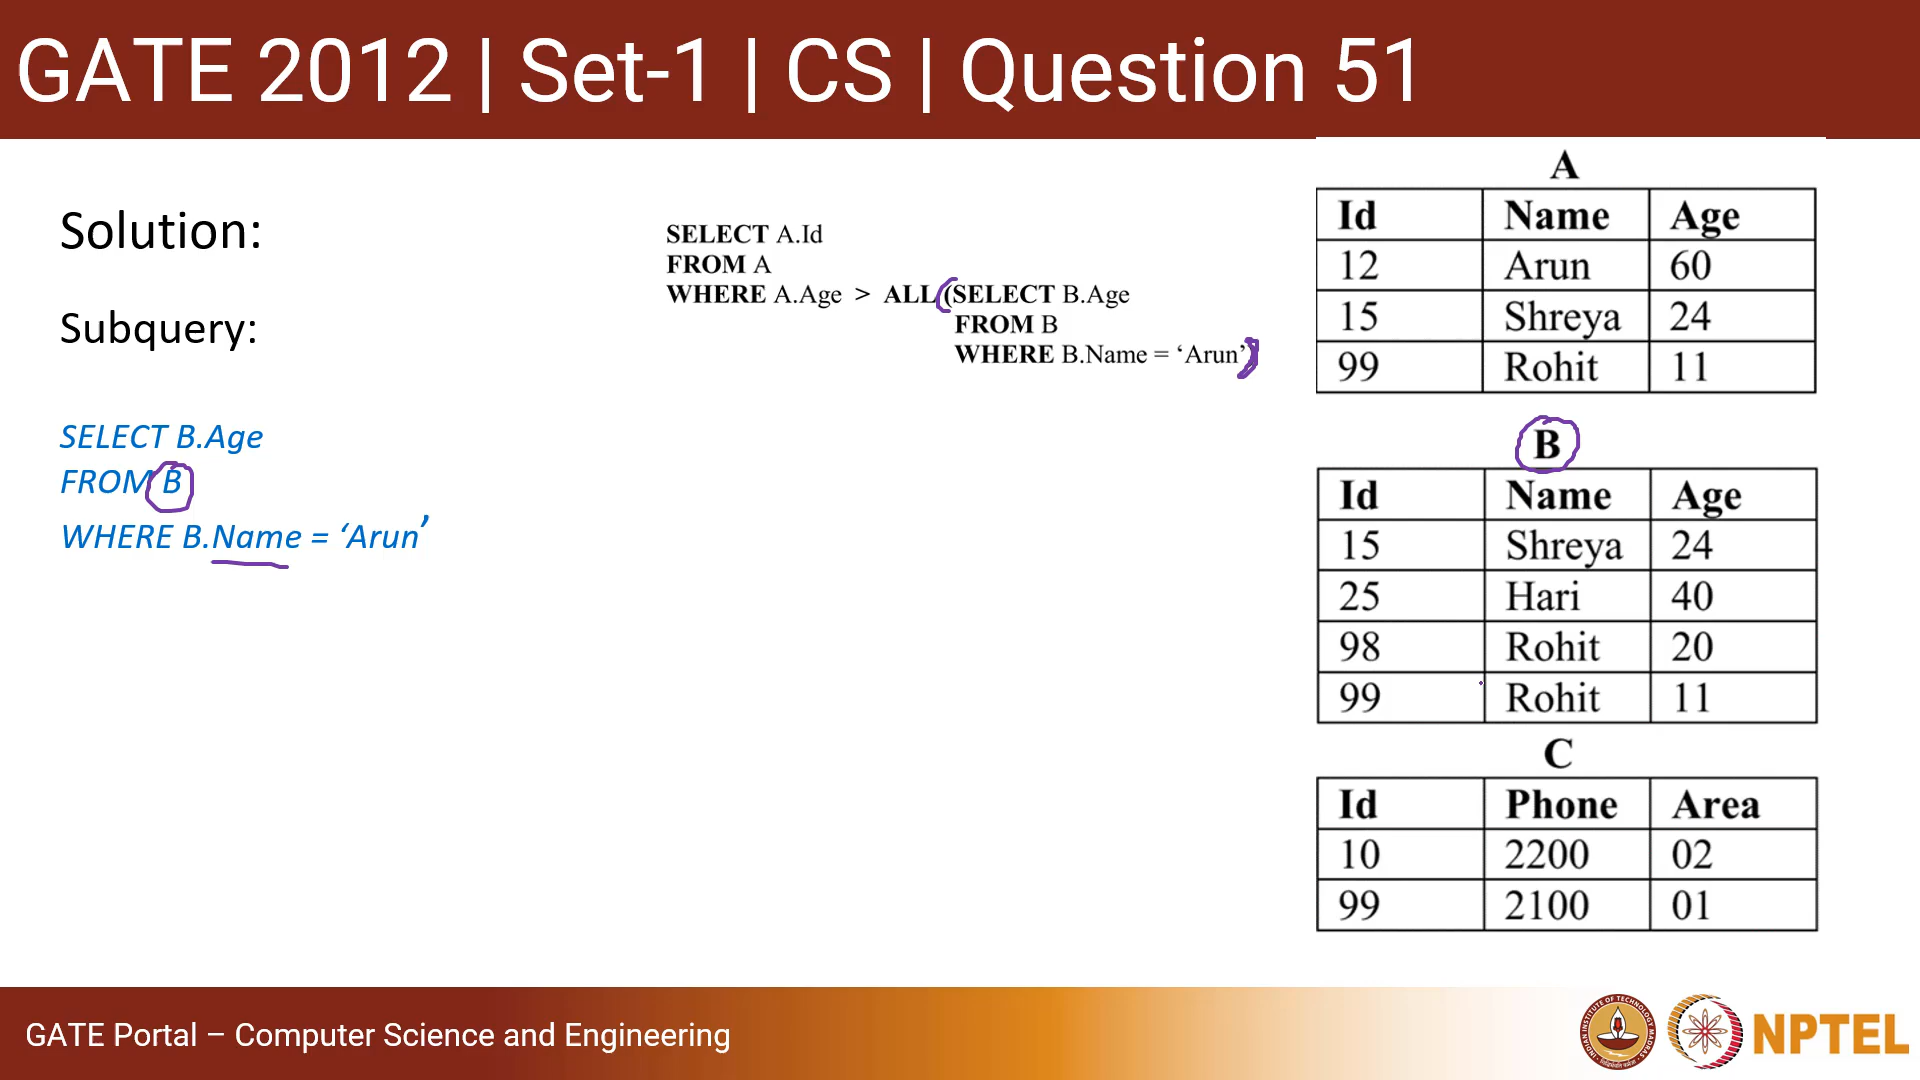 GATE 2012 | Set-1 | CS | Question 51
Solution:
Subquery:
SELECT B.Age
FROM B
WHERE B.Name = ‘Arun’
SELECT A.Id
FROM A
WHERE A.Age > ALL (SELECT B.Age
FROM B
WHERE B.Name = ‘Arun’)
A
Id Name Age
12 Arun 60
15 Shreya 24
99 Rohit 11
B
Id Name Age
15 Shreya 24
25 Hari 40
98 Rohit 20
99 Rohit 11
C
Id Phone Area
10 2200 02
99 2100 01
GATE Portal – Computer Science and Engineering
NPTEL